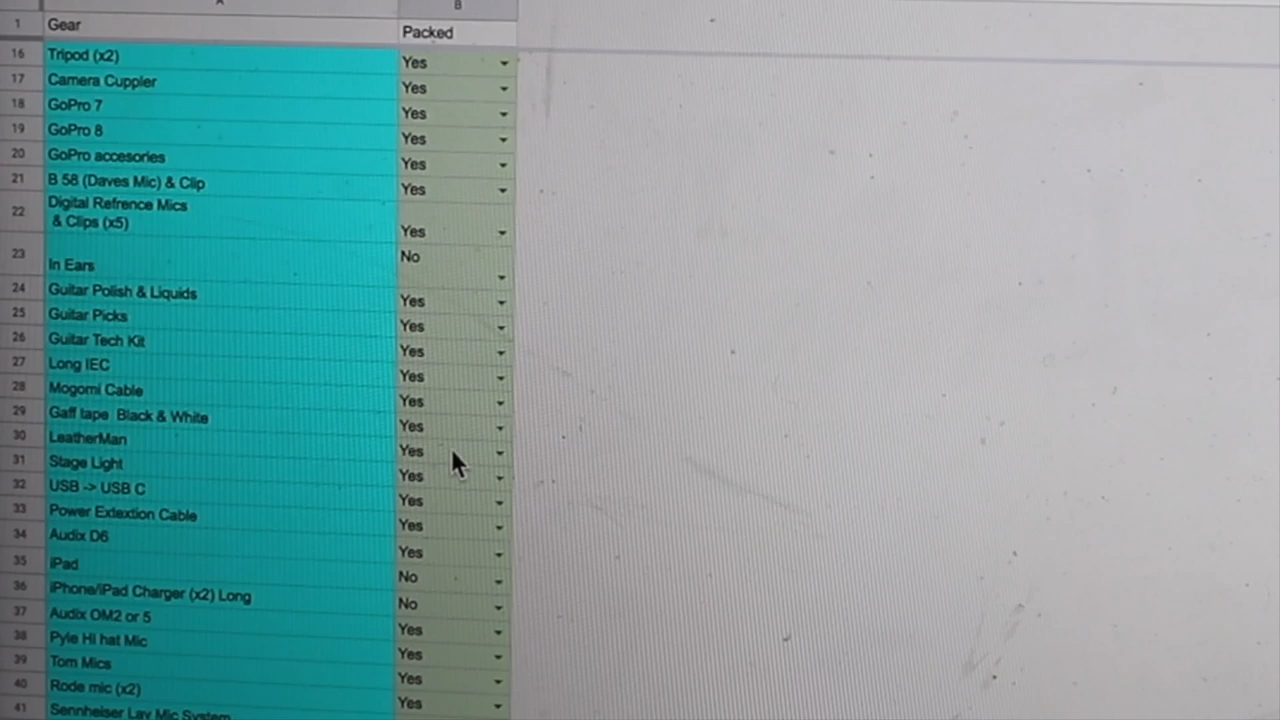 A B
1 Gear Packed
16 Tripod (x2) Yes
17 Camera Cuppler Yes
18 GoPro 7 Yes
19 GoPro 8 Yes
20 GoPro accesories Yes
21 B 58 (Daves Mic) & Clip Yes
22 Digital Refrence Mics
& Clips (x5) Yes
23 In Ears No
24 Guitar Polish & Liquids Yes
25 Guitar Picks Yes
26 Guitar Tech Kit Yes
27 Long IEC Yes
28 Mogomi Cable Yes
29 Gaff tape Black & White Yes
30 LeatherMan Yes
31 Stage Light Yes
32 USB -> USB C Yes
33 Power Extextion Cable Yes
34 Audix D6 Yes
35 iPad No
36 iPhone/iPad Charger (x2) Long No
37 Audix OM2 or 5 Yes
38 Pyle Hi hat Mic Yes
39 Tom Mics Yes
40 Rode mic (x2) Yes
41 Sennheiser Lav Mic System